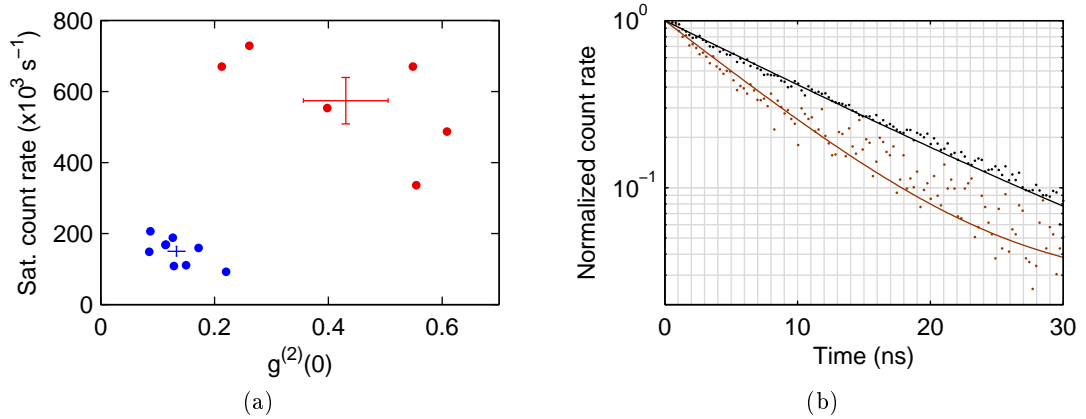 Sat. count rate (x10³ s⁻¹)
800
600
400
200
0
0 0.2 0.4 0.6
g⁽²⁾(0)
(a)
Normalized count rate
10⁰
10⁻¹
0 10 20 30
Time (ns)
(b)